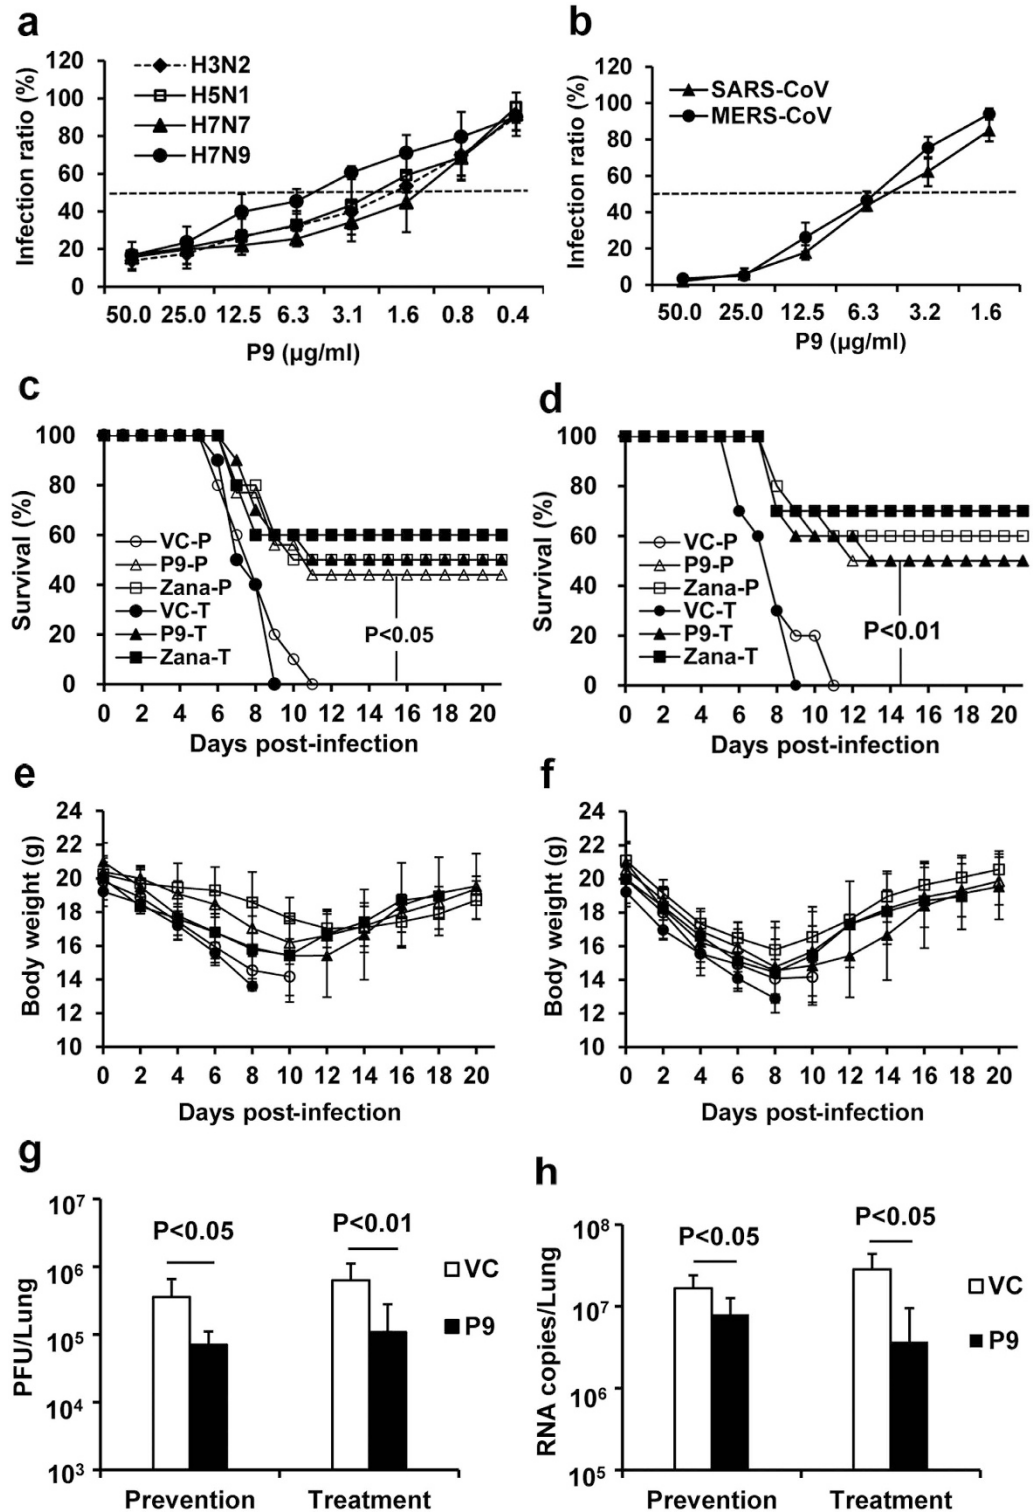 a
Infection ratio (%)
120
100
80
60
40
20
0
H3N2
H5N1
H7N7
H7N9
50.0 25.0 12.5 6.3 3.1 1.6 0.8 0.4
P9 (µg/ml)
b
Infection ratio (%)
120
100
80
60
40
20
0
SARS-CoV
MERS-CoV
50.0 25.0 12.5 6.3 3.2 1.6
P9 (µg/ml)
c
Survival (%)
100
80
60
40
20
0
VC-P
P9-P
Zana-P
VC-T
P9-T
Zana-T
P<0.05
0 2 4 6 8 10 12 14 16 18 20
Days post-infection
d
Survival (%)
100
80
60
40
20
0
VC-P
P9-P
Zana-P
VC-T
P9-T
Zana-T
P<0.01
0 2 4 6 8 10 12 14 16 18 20
Days post-infection
e
Body weight (g)
24
22
20
18
16
14
12
10
0 2 4 6 8 10 12 14 16 18 20
Days post-infection
f
Body weight (g)
24
22
20
18
16
14
12
10
0 2 4 6 8 10 12 14 16 18 20
Days post-infection
g
PFU/Lung
10⁷
10⁶
10⁵
10⁴
10³
P<0.05
P<0.01
VC
P9
Prevention Treatment
h
RNA copies/Lung
10⁸
10⁷
10⁶
10⁵
P<0.05
P<0.05
VC
P9
Prevention Treatment